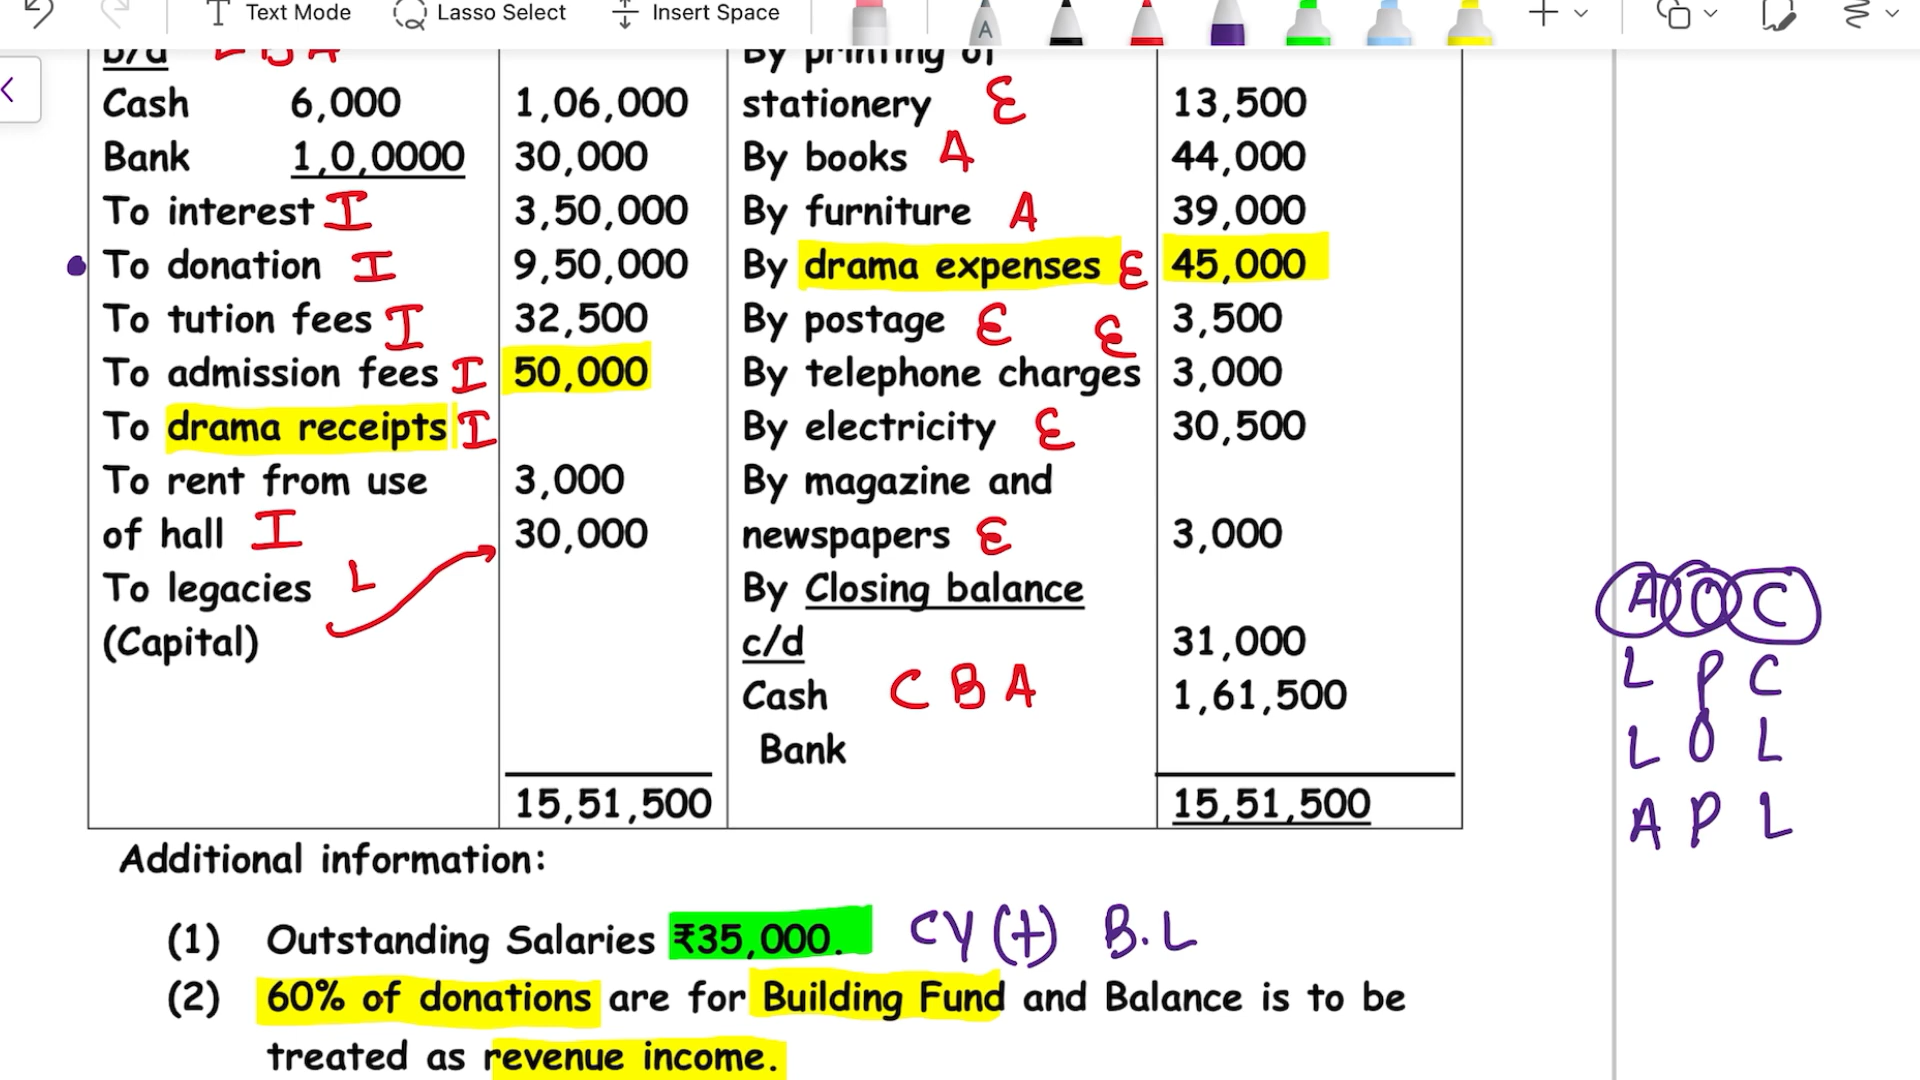 Text Mode Lasso Select Insert Space A
b/d By printing of
Cash 6,000 1,06,000 stationery E 13,500
Bank 1,0,0000 30,000 By books A 44,000
To interest I 3,50,000 By furniture A 39,000
To donation I 9,50,000 By drama expenses E 45,000
To tution fees I 32,500 By postage E E 3,500
To admission fees I 50,000 By telephone charges 3,000
To drama receipts I By electricity E 30,500
To rent from use 3,000 By magazine and
of hall I 30,000 newspapers E 3,000
To legacies L By Closing balance
(Capital) c/d 31,000
Cash C B A 1,61,500
Bank
15,51,500 15,51,500
A O C
L P C
L O L
A P L
Additional information:
(1) Outstanding Salaries ₹35,000. CY (+) B.L
(2) 60% of donations are for Building Fund and Balance is to be
treated as revenue income.